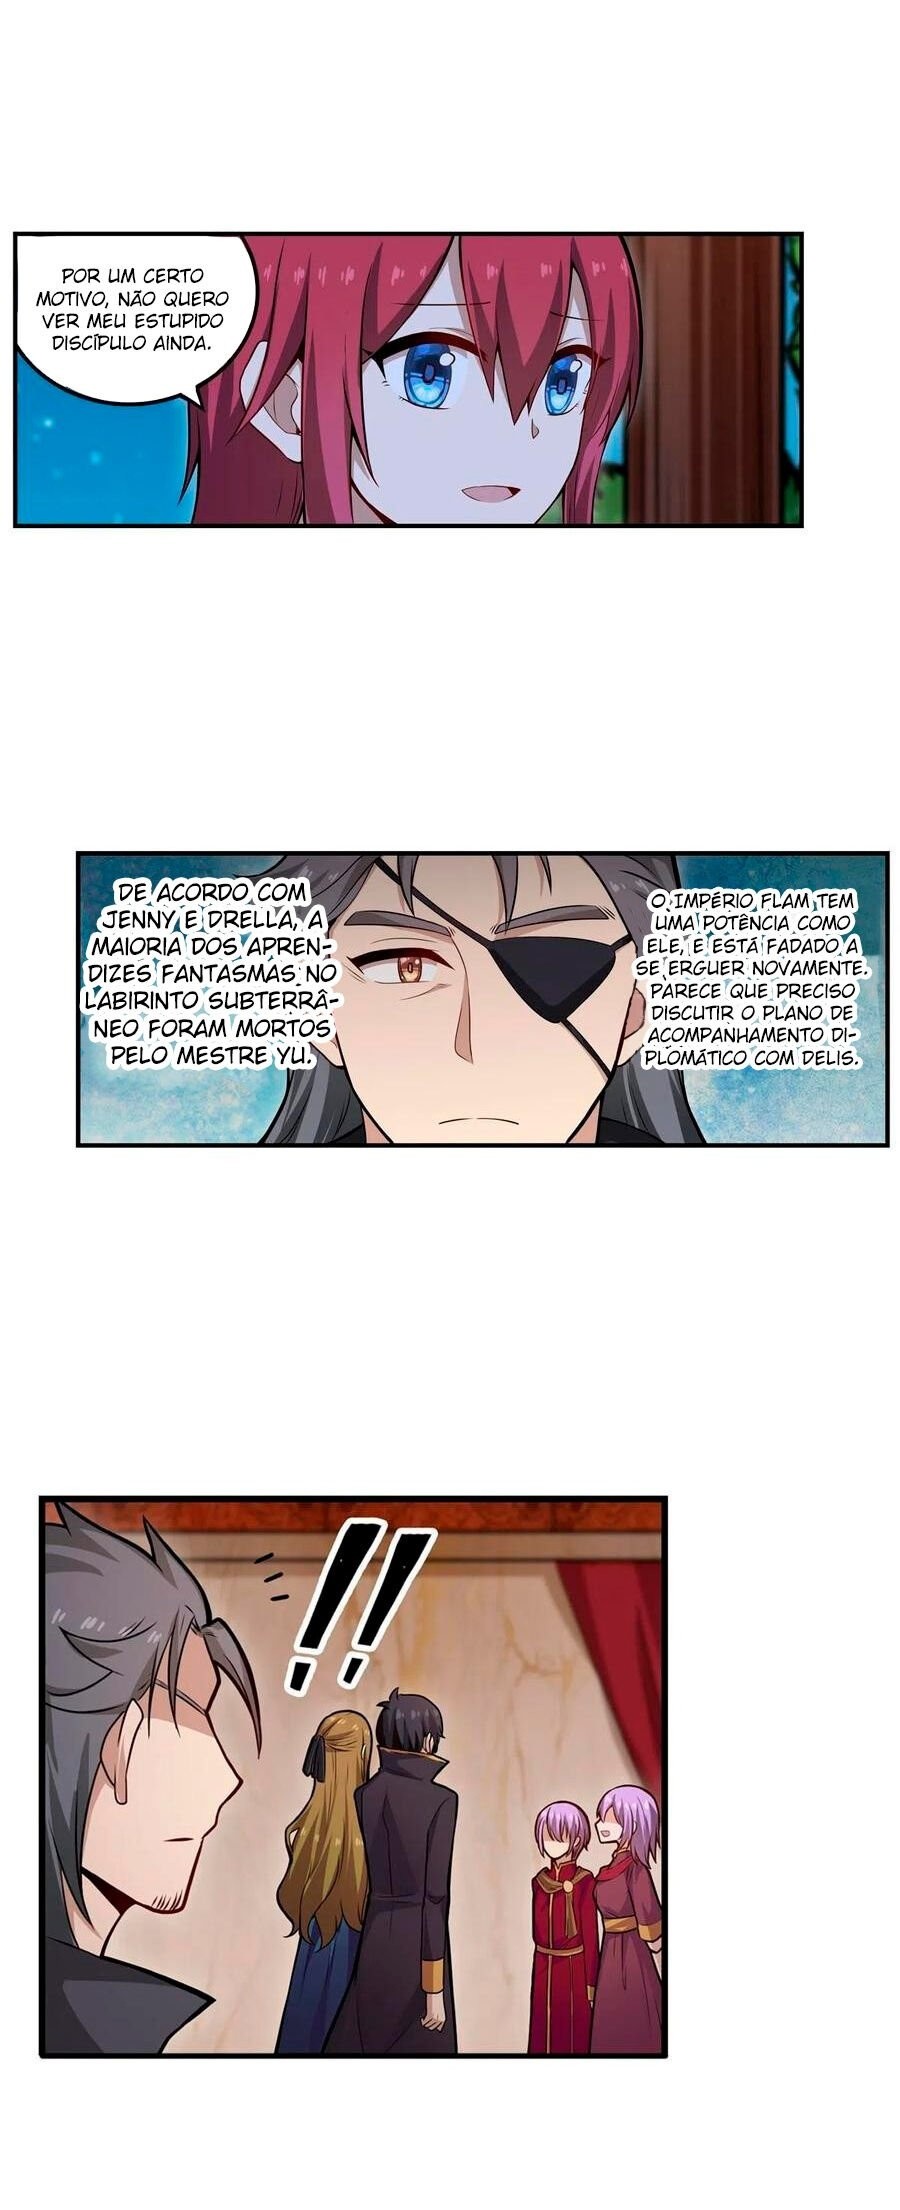 POR UM CERTO
MOTIVO, NÃO QUERO
VER MEU ESTUPIDO
DISCÍPULO AINDA.
DE ACORDO COM
JENNY E DRELLA, A
MAIORIA DOS APREN-
DIZES FANTASMAS NO
LABIRINTO SUBTERRÂ-
NEO FORAM MORTOS
PELO MESTRE YU.
O IMPÉRIO FLAM TEM
UMA POTÊNCIA COMO
ELE, E ESTÁ FADADO A
SE ERGUER NOVAMENTE.
PARECE QUE PRECISO
DISCUTIR O PLANO DE
ACOMPANHAMENTO DI-
PLOMÁTICO COM DELIS.
!!